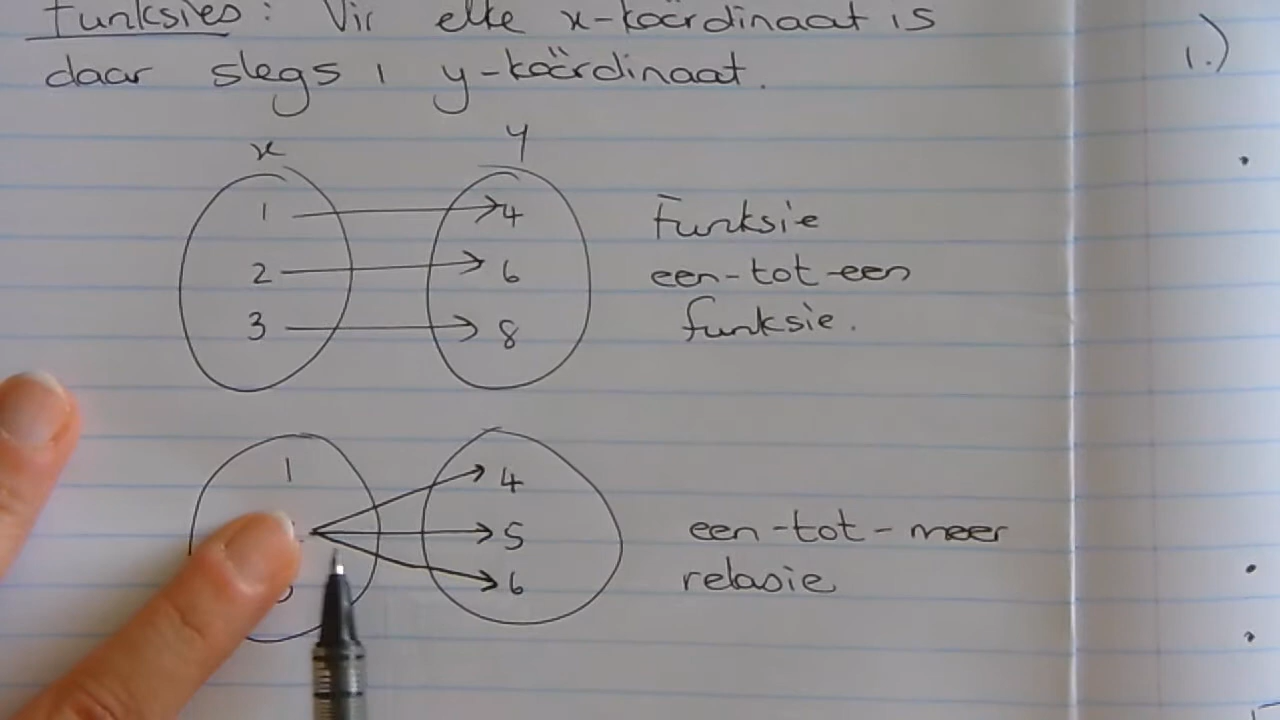 Funksies: Vir elke x-koördinaat is
daar slegs 1 y-koördinaat.
1.)
x y
1 4
2 6
3 8
Funksie
een-tot-een
funksie.
1 4
5
6
een-tot-meer
relasie